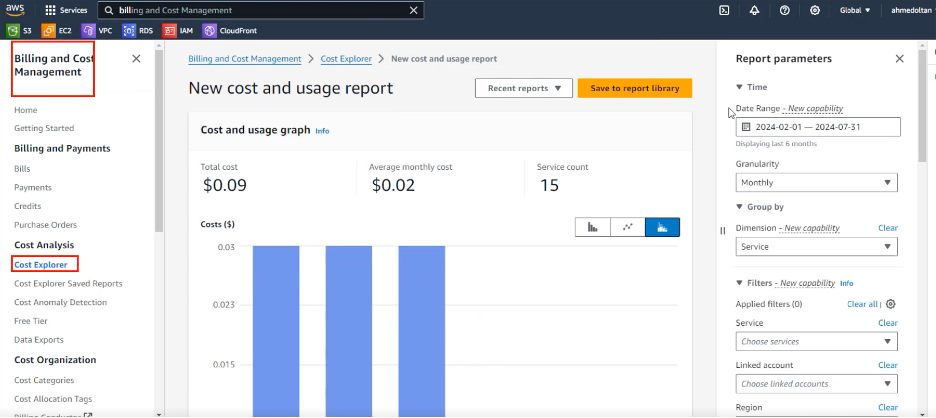 aws
Services
billing and Cost Management
Global
ahmedoltan
S3
EC2
VPC
RDS
IAM
CloudFront
Billing and Cost
Management
Home
Getting Started
Billing and Payments
Bills
Payments
Credits
Purchase Orders
Cost Analysis
Cost Explorer
Cost Explorer Saved Reports
Cost Anomaly Detection
Free Tier
Data Exports
Cost Organization
Cost Categories
Cost Allocation Tags
Billing Conductor
Billing and Cost Management > Cost Explorer > New cost and usage report
New cost and usage report
Recent reports
Save to report library
Cost and usage graph Info
Total cost
$0.09
Average monthly cost
$0.02
Service count
15
Costs ($)
0.03
0.023
0.015
Report parameters
Time
Date Range - New capability
2024-02-01 — 2024-07-31
Displaying last 6 months
Granularity
Monthly
Group by
Dimension - New capability Clear
Service
Filters - New capability Info
Applied filters (0) Clear all
Service Clear
Choose services
Linked account Clear
Choose linked accounts
Region Clear